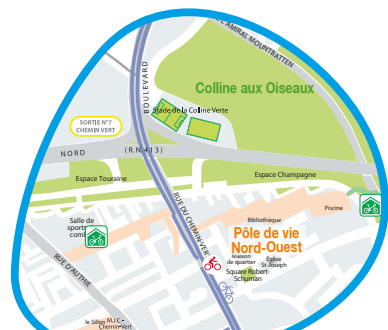 L'AMIRAL MOUNTBATTEN
BOULEVARD
Colline aux Oiseaux
Stade de la Colline Verte
SORTIE N°7
CHEMIN VERT
NORD
(R.N.413)
Espace Touraine
Espace Champagne
RUE DU CHEMIN-VERT
Piscine
Bibliothèque
Salle de
sports
Pôle de vie
Nord-Ouest
Maison
de quartier
Église
St-Joseph
Square Robert-
Schuman
RUE D'AUTHIE
le Sillon
M.J.C.
Chemin-Vert